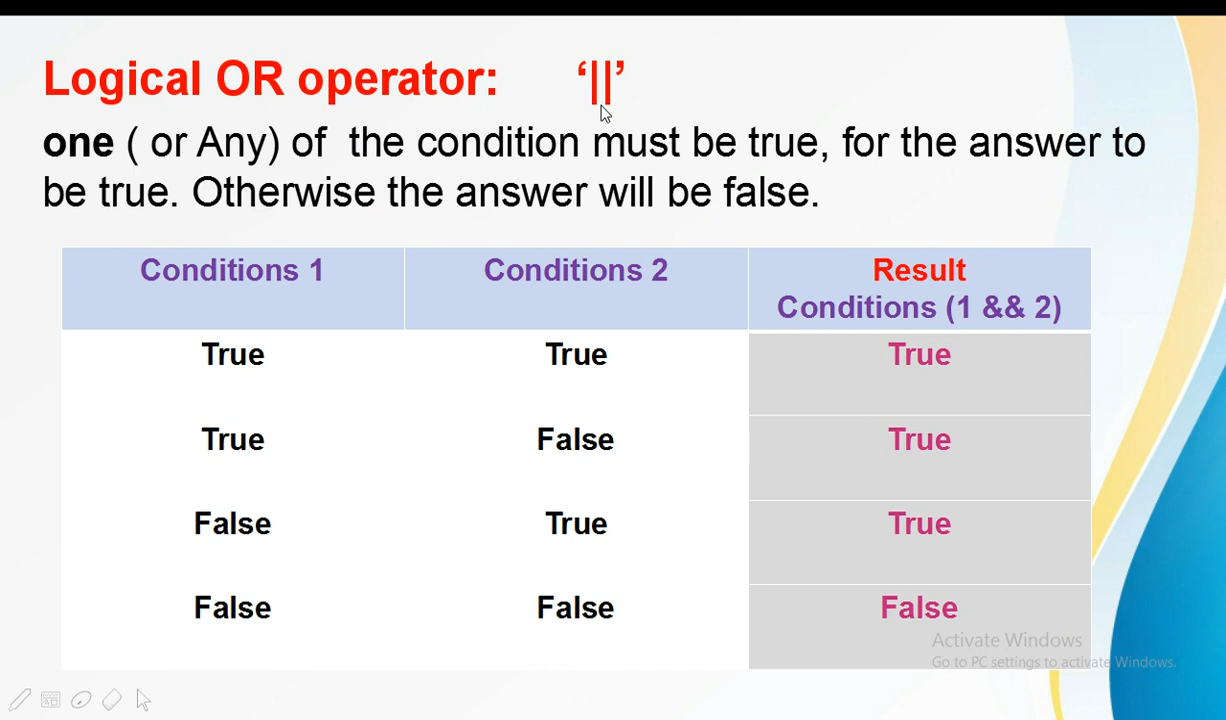 Logical OR operator: ‘||’
one ( or Any) of the condition must be true, for the answer to
be true. Otherwise the answer will be false.
Conditions 1 Conditions 2 Result
Conditions (1 && 2)
True True True
True False True
False True True
False False False
Activate Windows
Go to PC settings to activate Windows.